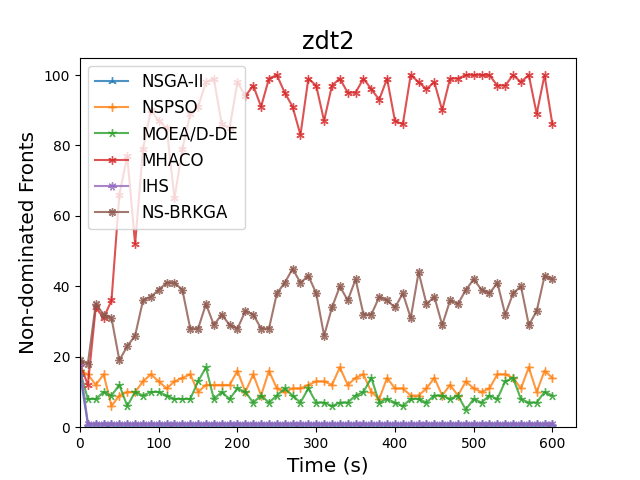 zdt2
Non-dominated Fronts
100
80
60
40
20
0
NSGA-II
NSPSO
MOEA/D-DE
MHACO
IHS
NS-BRKGA
0 100 200 300 400 500 600
Time (s)